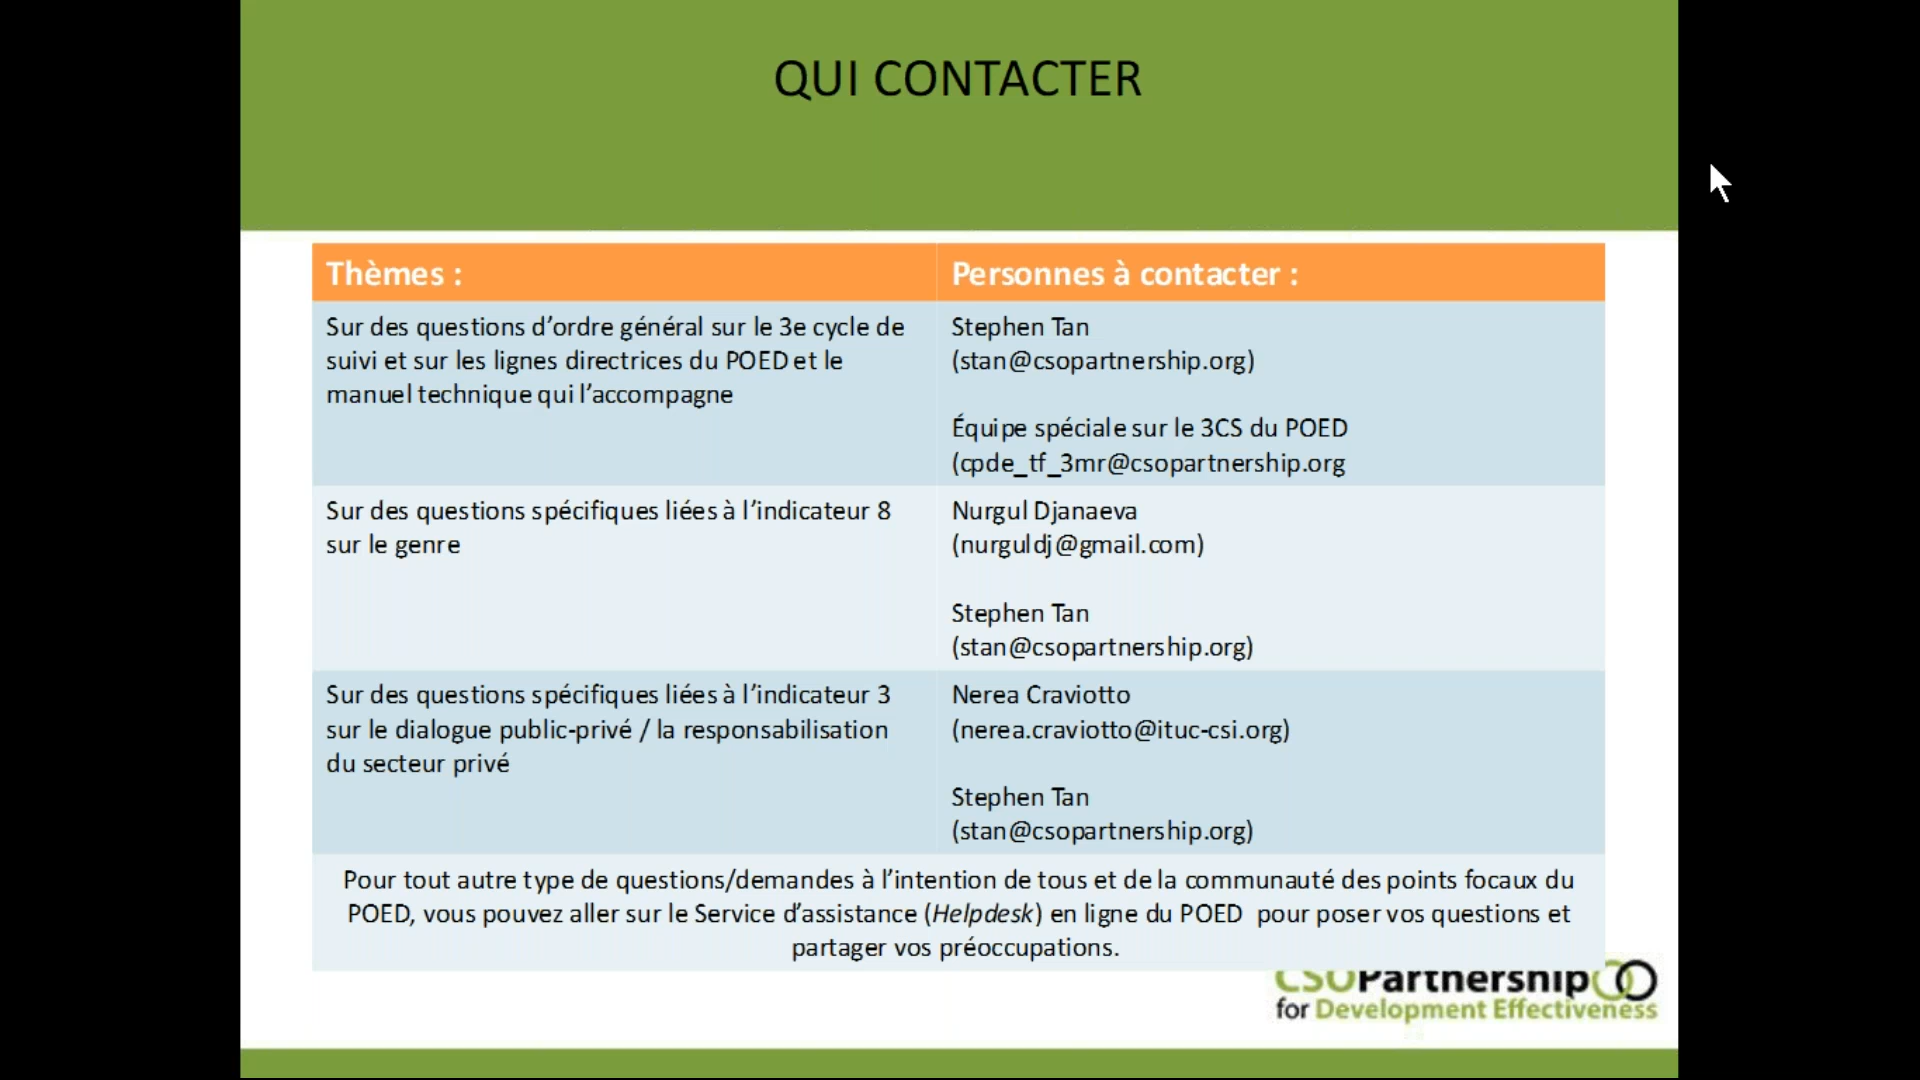 QUI CONTACTER
Thèmes :
Personnes à contacter :
Sur des questions d’ordre général sur le 3e cycle de
suivi et sur les lignes directrices du POED et le
manuel technique qui l’accompagne
Stephen Tan
(stan@csopartnership.org)
Équipe spéciale sur le 3CS du POED
(cpde_tf_3mr@csopartnership.org
Sur des questions spécifiques liées à l’indicateur 8
sur le genre
Nurgul Djanaeva
(nurguldj@gmail.com)
Stephen Tan
(stan@csopartnership.org)
Sur des questions spécifiques liées à l’indicateur 3
sur le dialogue public-privé / la responsabilisation
du secteur privé
Nerea Craviotto
(nerea.craviotto@ituc-csi.org)
Stephen Tan
(stan@csopartnership.org)
Pour tout autre type de questions/demandes à l’intention de tous et de la communauté des points focaux du
POED, vous pouvez aller sur le Service d’assistance (Helpdesk) en ligne du POED pour poser vos questions et
partager vos préoccupations.
CSOPartnership
for Development Effectiveness